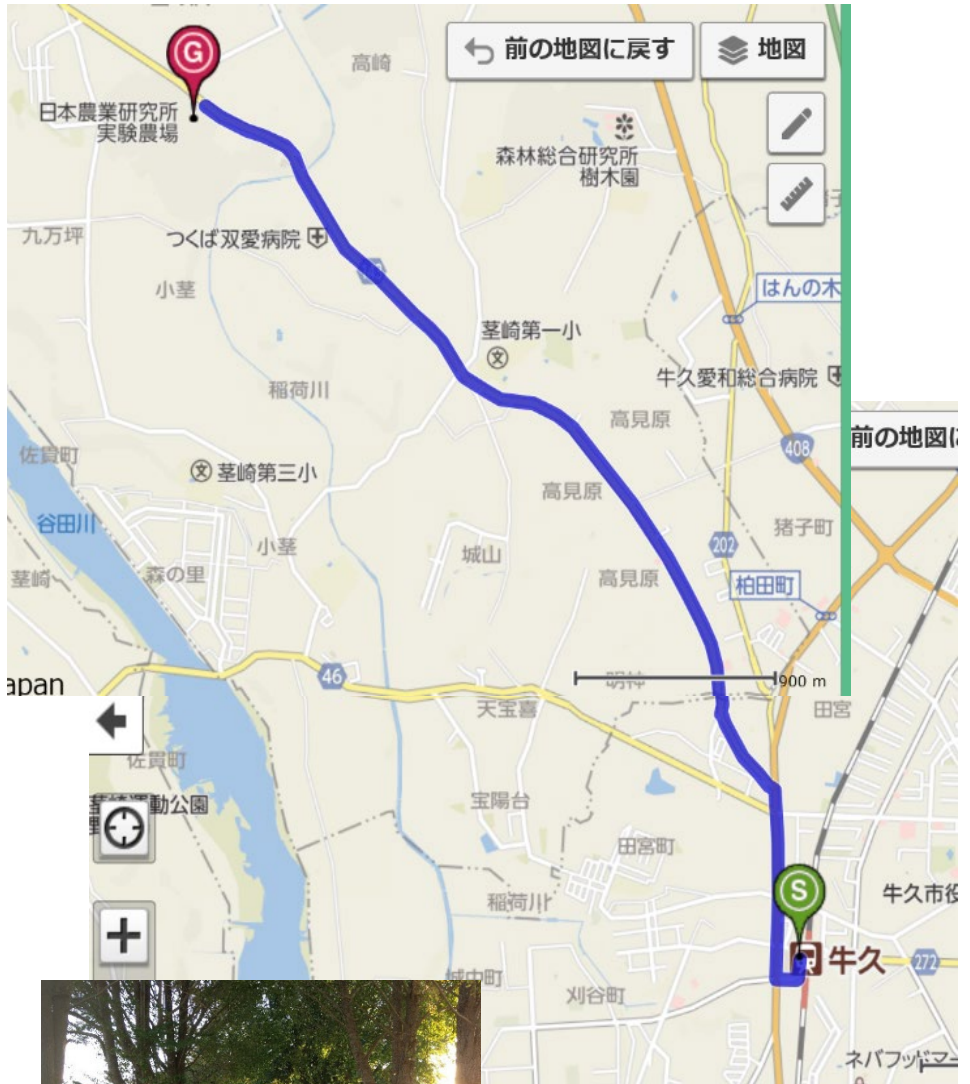 G
前の地図に戻す
地図
高崎
日本農業研究所
実験農場
森林総合研究所
樹木園
九万坪
つくば双愛病院
小茎
はんの木
茎崎第一小
文
牛久愛和総合病院
稲荷川
高見原
408
前の地図に
佐貫町
文
茎崎第三小
高見原
谷田川
猪子町
202
小茎
城山
茎崎
森の里
高見原
柏田町
46
明神
900 m
apan
天宝喜
田宮
佐貫町
動公園
宝陽台
田宮町
S
牛久市役
稲荷川
牛久
272
城中町
刈谷町
ネバフッドマー